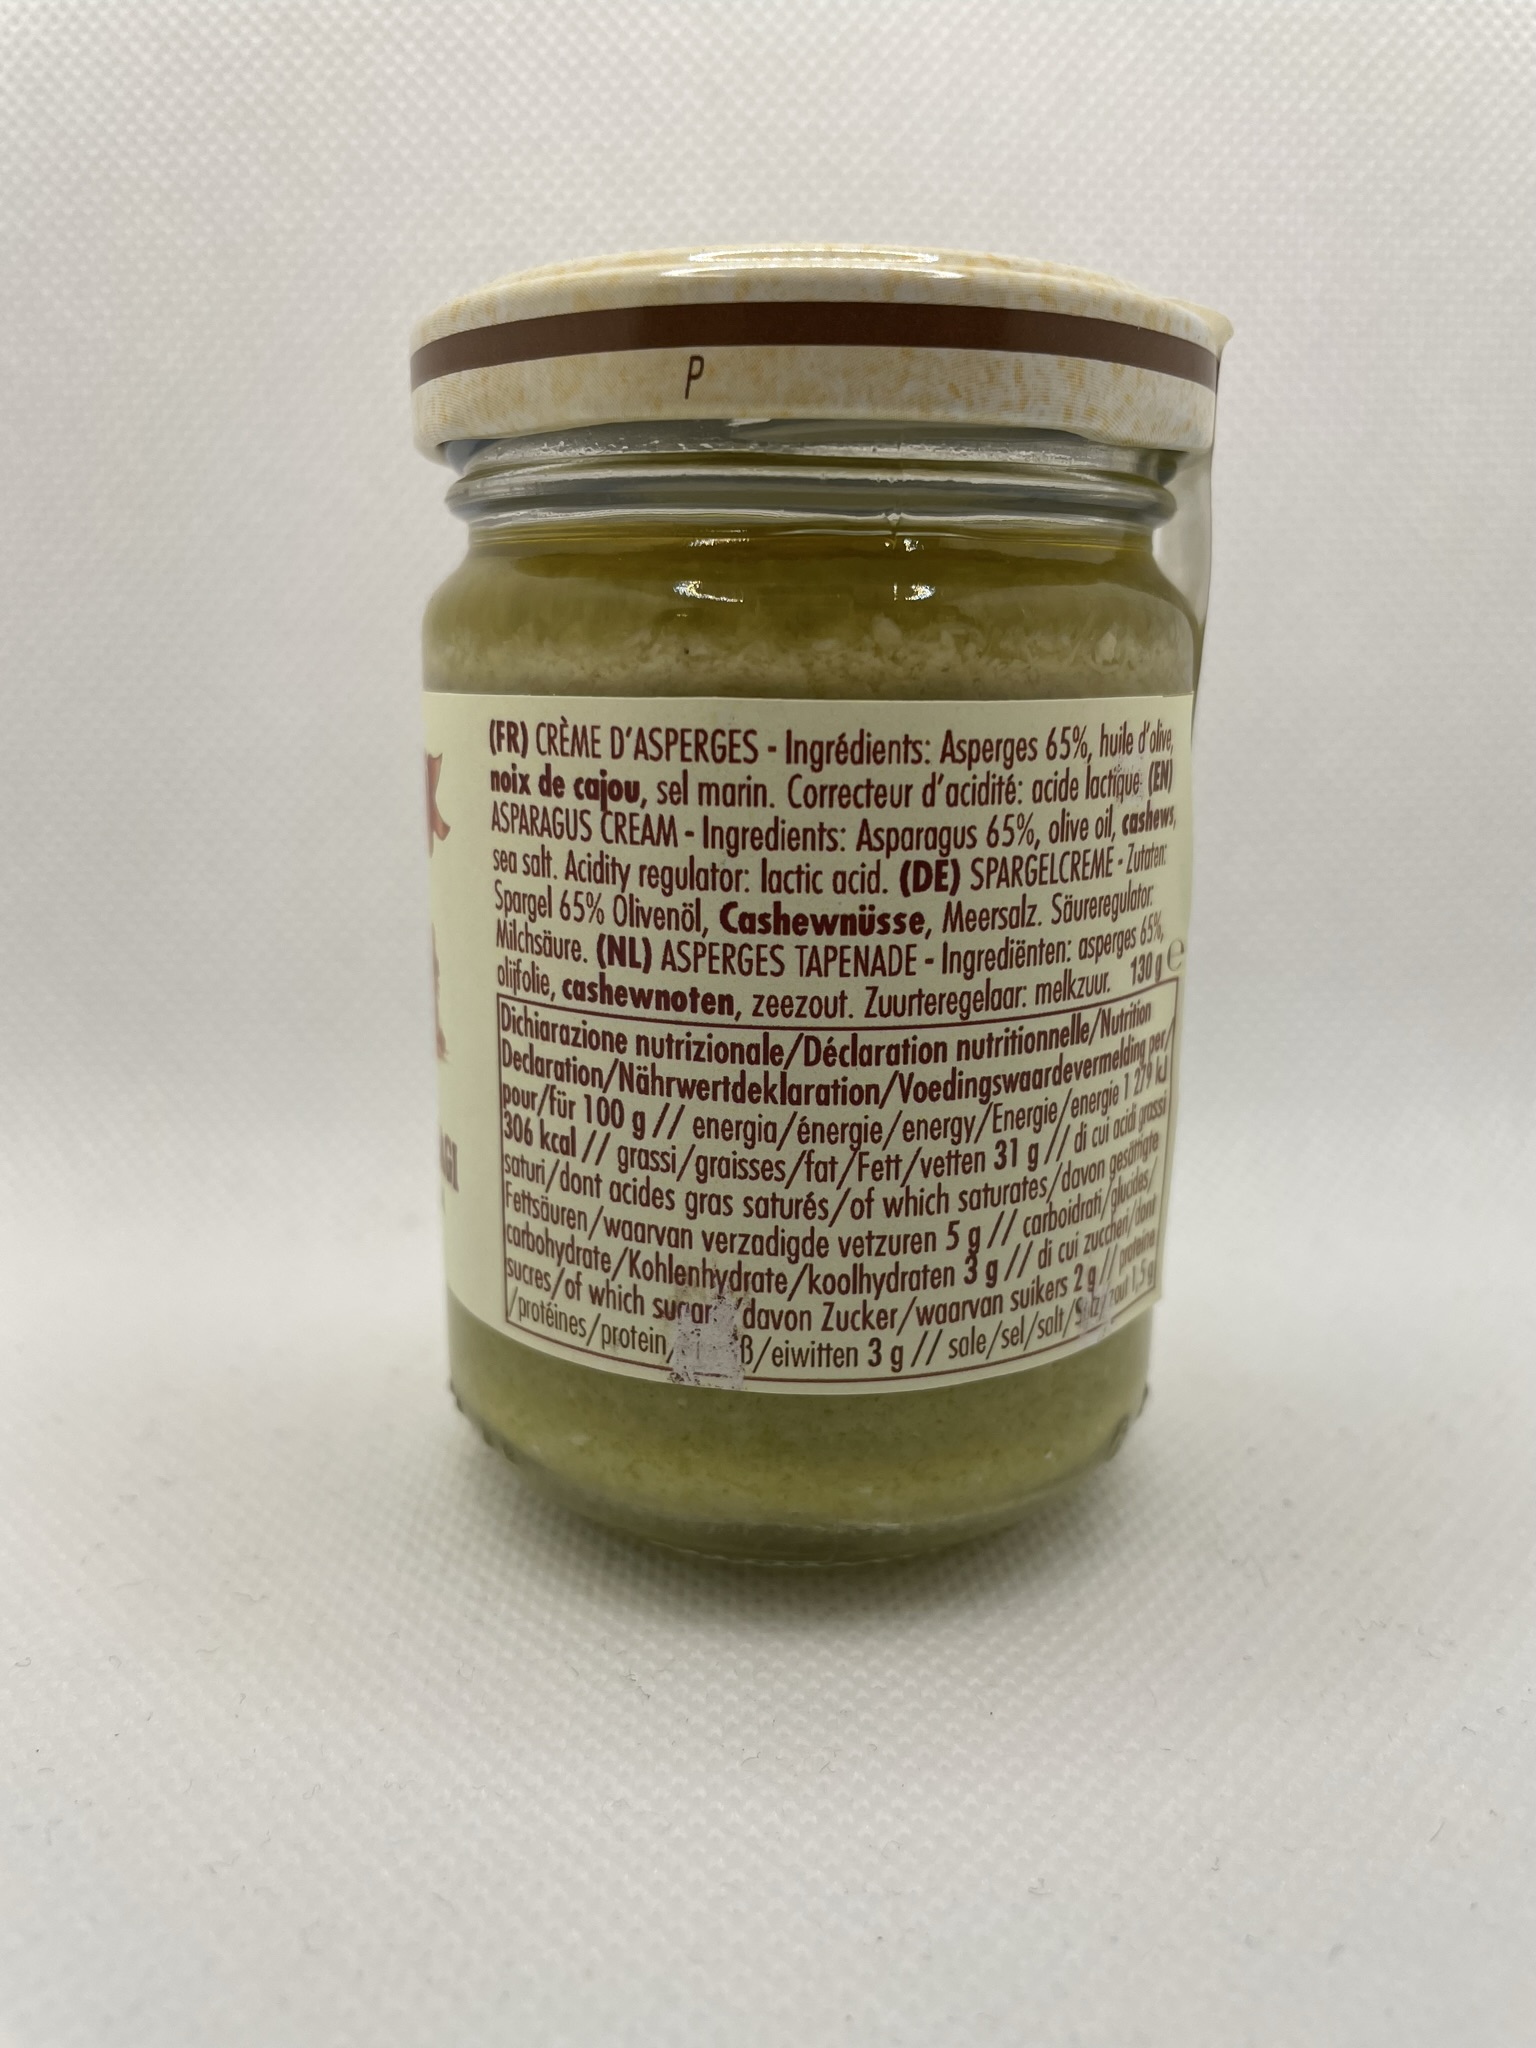 P
(FR) CRÈME D'ASPERGES - Ingrédients: Asperges 65%, huile d'olive,
noix de cajou, sel marin. Correcteur d'acidité: acide lactique. (EN)
ASPARAGUS CREAM - Ingredients: Asparagus 65%, olive oil, cashews,
sea salt. Acidity regulator: lactic acid. (DE) SPARGELCREME - Zutaten:
Spargel 65% Olivenöl, Cashewnüsse, Meersalz. Säureregulator:
Milchsäure. (NL) ASPERGES TAPENADE - Ingrediënten: asperges 65%,
olijfolie, cashewnoten, zeezout. Zuurteregelaar: melkzuur. 130 g e
Dichiarazione nutrizionale/Déclaration nutritionnelle/Nutrition
Declaration/Nährwertdeklaration/Voedingswaardevermelding per/
pour/für 100 g // energia/énergie/energy/Energie/energie 1 279 kJ
306 kcal // grassi/graisses/fat/Fett/vetten 31 g // di cui acidi grassi
saturi/dont acides gras saturés/of which saturates/davon gesättigte
Fettsäuren/waarvan verzadigde vetzuren 5 g // carboidrati/glucides/
carbohydrate/Kohlenhydrate/koolhydraten 3 g // di cui zuccheri/dont
sucres/of which sugar /davon Zucker/waarvan suikers 2 g // proteine
/protéines/protein/ ß/eiwitten 3 g // sale/sel/salt/ /zout 1,5 g